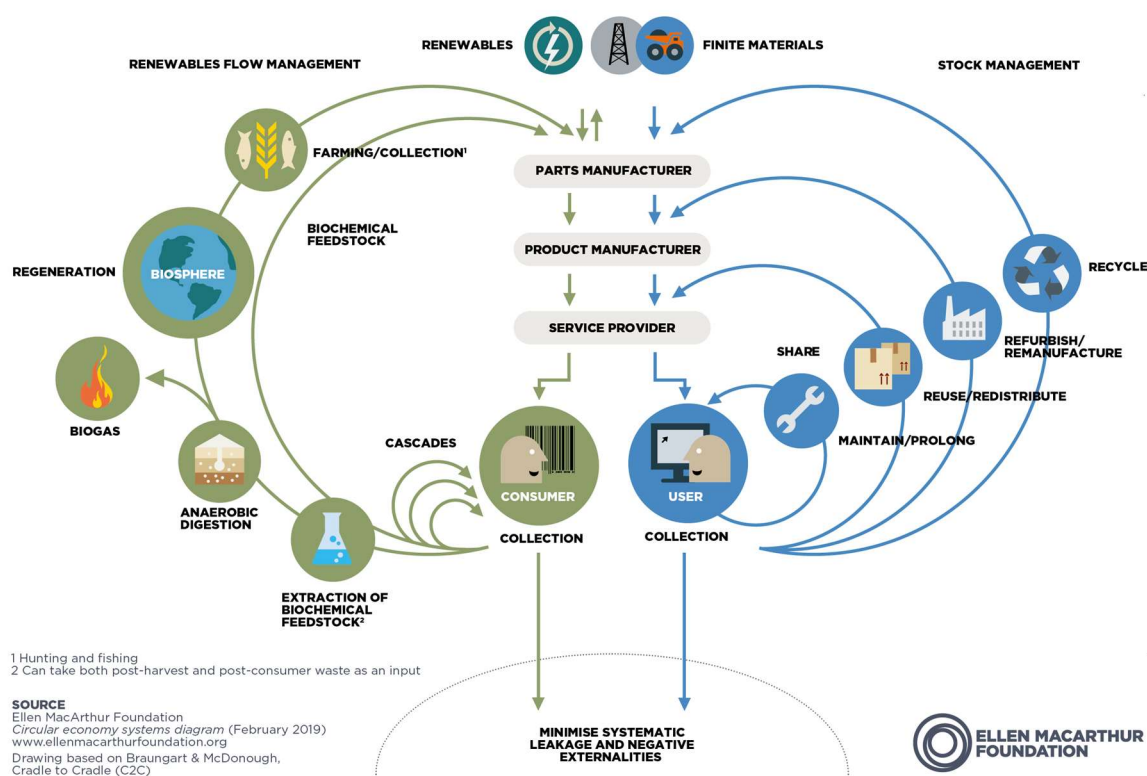 RENEWABLES
FINITE MATERIALS
RENEWABLES FLOW MANAGEMENT
STOCK MANAGEMENT
FARMING/COLLECTION¹
PARTS MANUFACTURER
BIOCHEMICAL
FEEDSTOCK
PRODUCT MANUFACTURER
REGENERATION
BIOSPHERE
RECYCLE
SERVICE PROVIDER
SHARE
REFURBISH/
REMANUFACTURE
REUSE/REDISTRIBUTE
BIOGAS
CASCADES
MAINTAIN/PROLONG
CONSUMER
USER
ANAEROBIC
DIGESTION
COLLECTION
COLLECTION
EXTRACTION OF
BIOCHEMICAL
FEEDSTOCK²
1 Hunting and fishing
2 Can take both post-harvest and post-consumer waste as an input
SOURCE
Ellen MacArthur Foundation
Circular economy systems diagram (February 2019)
www.ellenmacarthurfoundation.org
Drawing based on Braungart & McDonough,
Cradle to Cradle (C2C)
MINIMISE SYSTEMATIC
LEAKAGE AND NEGATIVE
EXTERNALITIES
ELLEN MACARTHUR
FOUNDATION